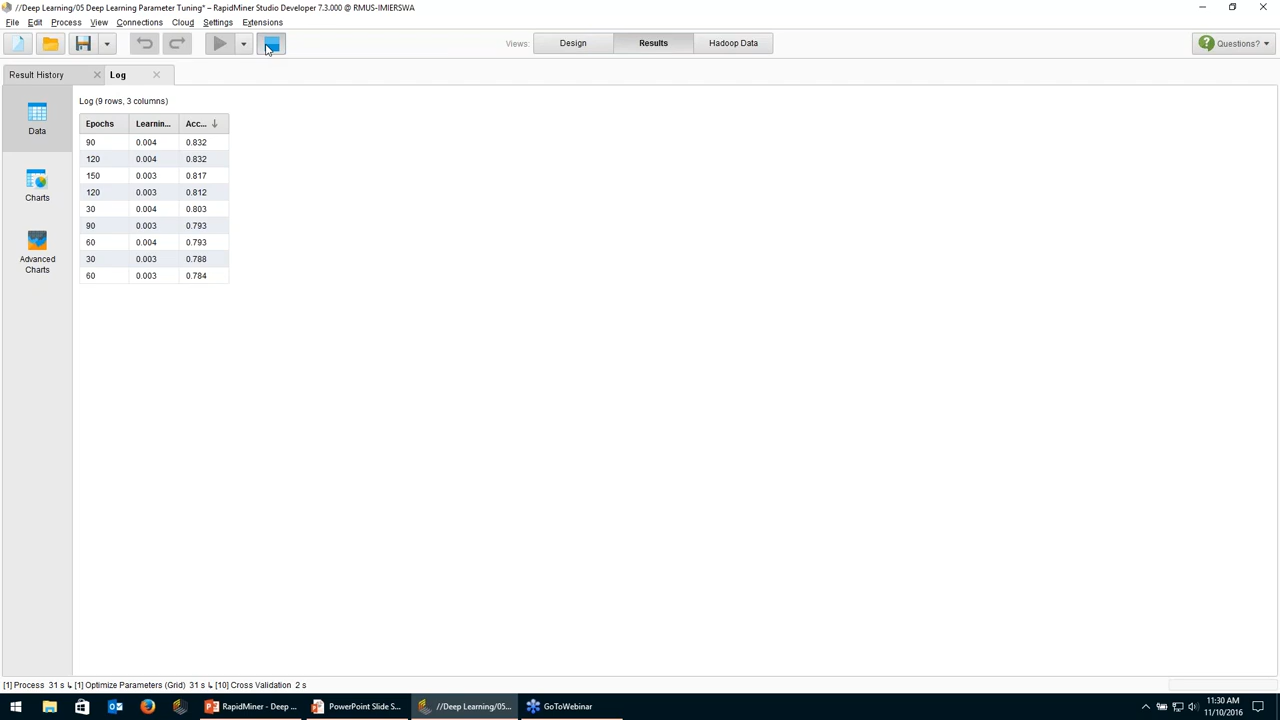 //Deep Learning/05 Deep Learning Parameter Tuning* – RapidMiner Studio Developer 7.3.000 @ RMUS-IMIERSWA
File Edit Process View Connections Cloud Settings Extensions
Views: Design Results Hadoop Data
Questions?
Result History Log
Log (9 rows, 3 columns)
Epochs Learnin... Acc...
90 0.004 0.832
120 0.004 0.832
150 0.003 0.817
120 0.003 0.812
30 0.004 0.803
90 0.003 0.793
60 0.004 0.793
30 0.003 0.788
60 0.003 0.784
Data
Charts
Advanced
Charts
[1] Process 31 s ↳ [1] Optimize Parameters (Grid) 31 s ↳ [10] Cross Validation 2 s
RapidMiner - Deep ... PowerPoint Slide S... //Deep Learning/05... GoToWebinar
11:30 AM
11/10/2016